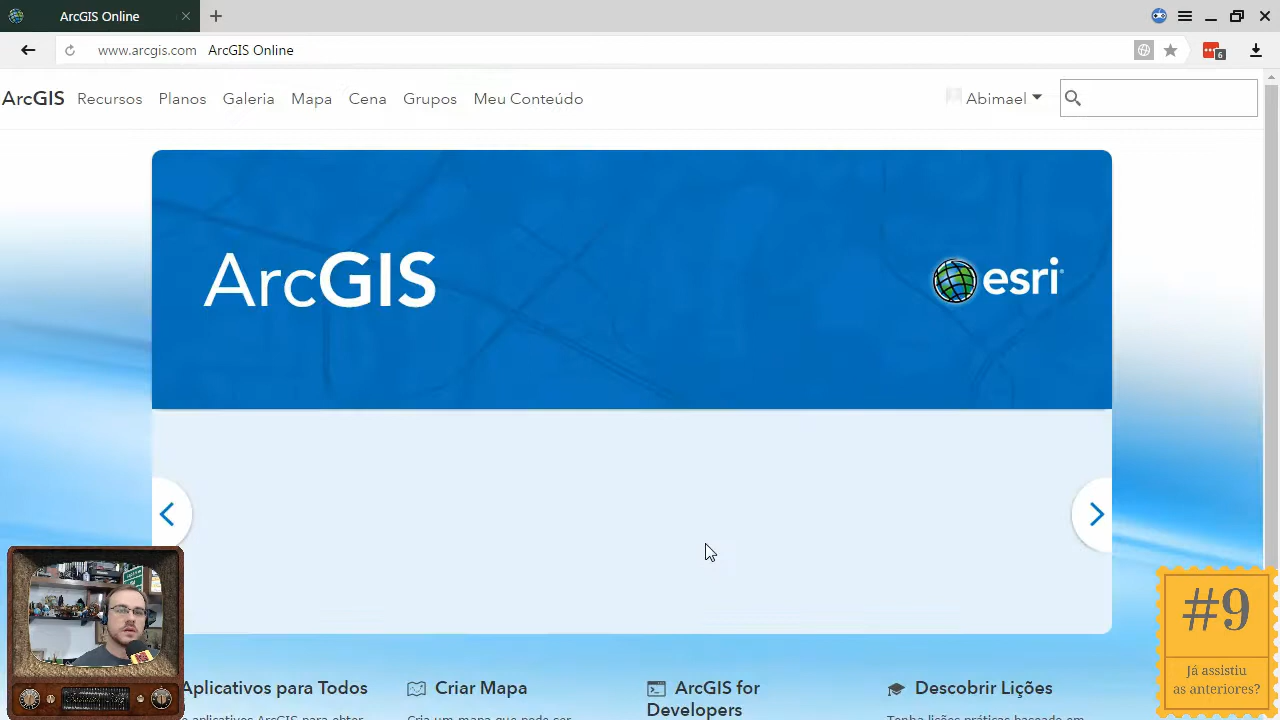 ArcGIS Online
www.arcgis.com ArcGIS Online
6
ArcGIS Recursos Planos Galeria Mapa Cena Grupos Meu Conteúdo Abimael
ArcGIS
esri
Aplicativos para Todos
Criar Mapa
ArcGIS for
Developers
Descobrir Lições
#9
Já assistiu
as anteriores?